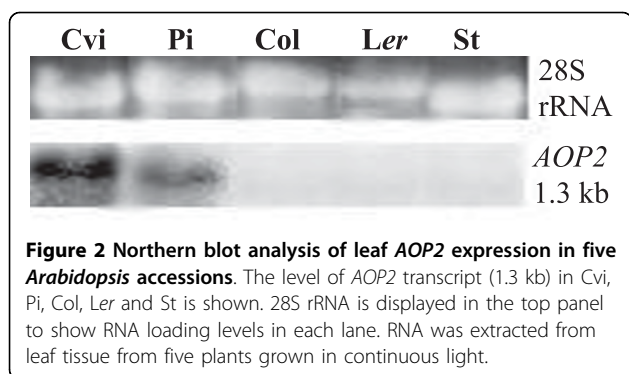 Cvi Pi Col Ler St
28S
rRNA
AOP2
1.3 kb
Figure 2 Northern blot analysis of leaf AOP2 expression in five
Arabidopsis accessions. The level of AOP2 transcript (1.3 kb) in Cvi,
Pi, Col, Ler and St is shown. 28S rRNA is displayed in the top panel
to show RNA loading levels in each lane. RNA was extracted from
leaf tissue from five plants grown in continuous light.